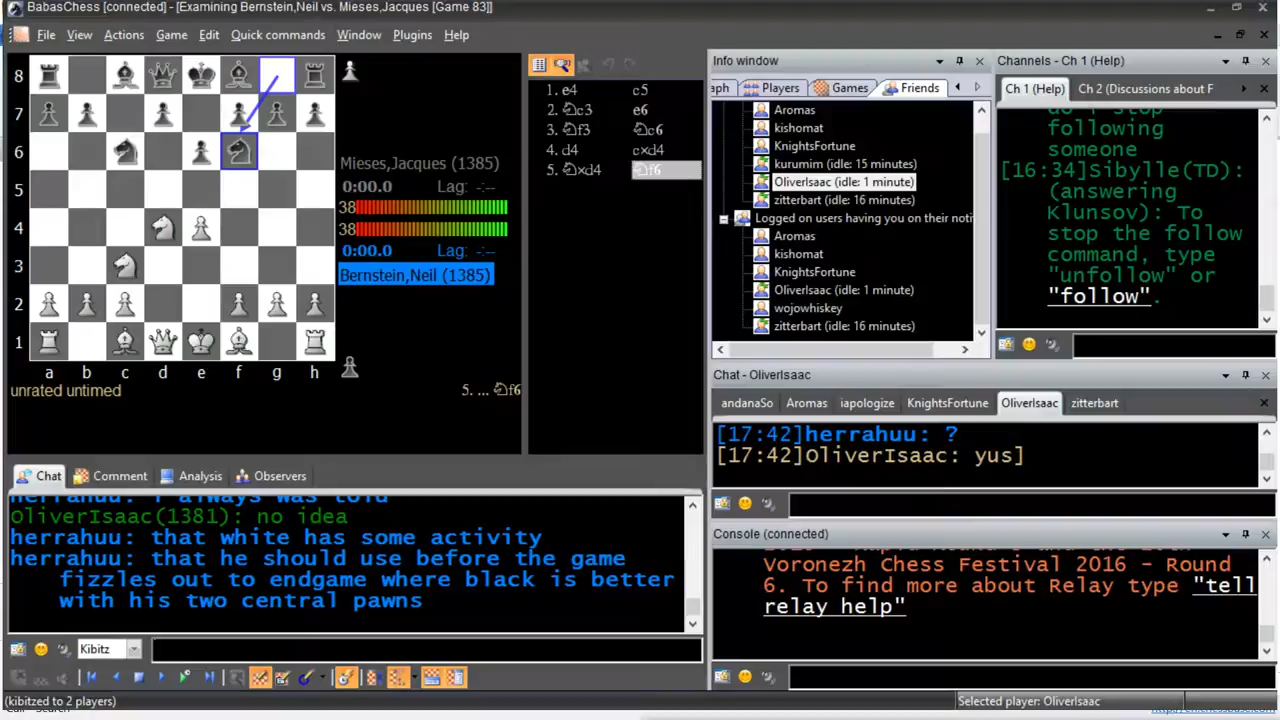 BabasChess [connected] - [Examining Bernstein,Neil vs. Mieses,Jacques [Game 83]]
File View Actions Game Edit Quick commands Window Plugins Help
8
7
6
5
4
3
2
1
a b c d e f g h
Mieses,Jacques (1385)
0:00.0 Lag: -:--
38
38
0:00.0 Lag: -:--
Bernstein,Neil (1385)
unrated untimed 5. ... ♘f6
1. e4 c5
2. ♘c3 e6
3. ♘f3 ♘c6
4. d4 c×d4
5. ♘×d4 ♘f6
Chat Comment Analysis Observers
OliverIsaac(1381): no idea
herrahuu: that white has some activity
herrahuu: that he should use before the game
fizzles out to endgame where black is better
with his two central pawns
Kibitz
(kibitzed to 2 players)
Info window
aph Players Games Friends
Aromas
kishomat
KnightsFortune
kurumim (idle: 15 minutes)
OliverIsaac (idle: 1 minute)
zitterbart (idle: 16 minutes)
Logged on users having you on their noti
Aromas
kishomat
KnightsFortune
OliverIsaac (idle: 1 minute)
wojowhiskey
zitterbart (idle: 16 minutes)
Channels - Ch 1 (Help)
Ch 1 (Help) Ch 2 (Discussions about F
do i stop
following
someone
[16:34]Sibylle(TD):
(answering
Klunsov): To
stop the follow
command, type
"unfollow" or
"follow".
Chat - OliverIsaac
andanaSo Aromas iapologize KnightsFortune OliverIsaac zitterbart
[17:42]herrahuu: ?
[17:42]OliverIsaac: yus]
Console (connected)
Voronezh Chess Festival 2016 - Round
6. To find more about Relay type "tell
relay help"
Selected player: OliverIsaac